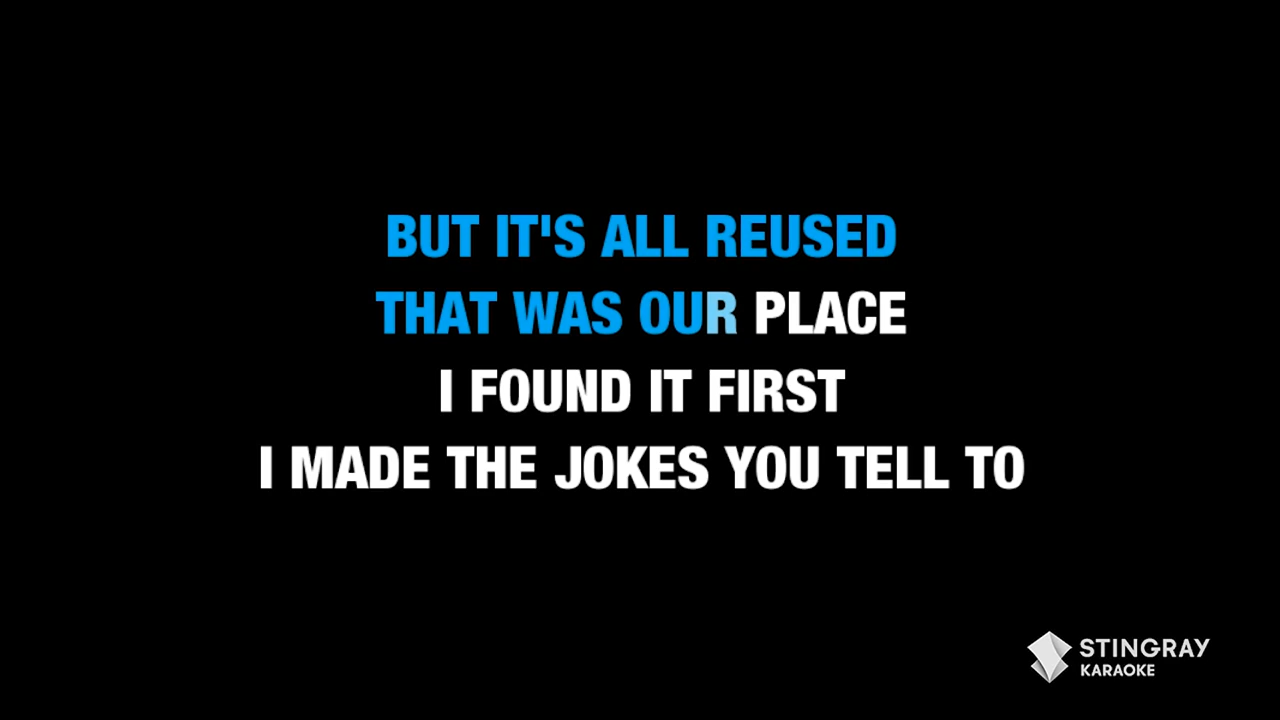 BUT IT'S ALL REUSED
THAT WAS OUR PLACE
I FOUND IT FIRST
I MADE THE JOKES YOU TELL TO
STINGRAY
KARAOKE